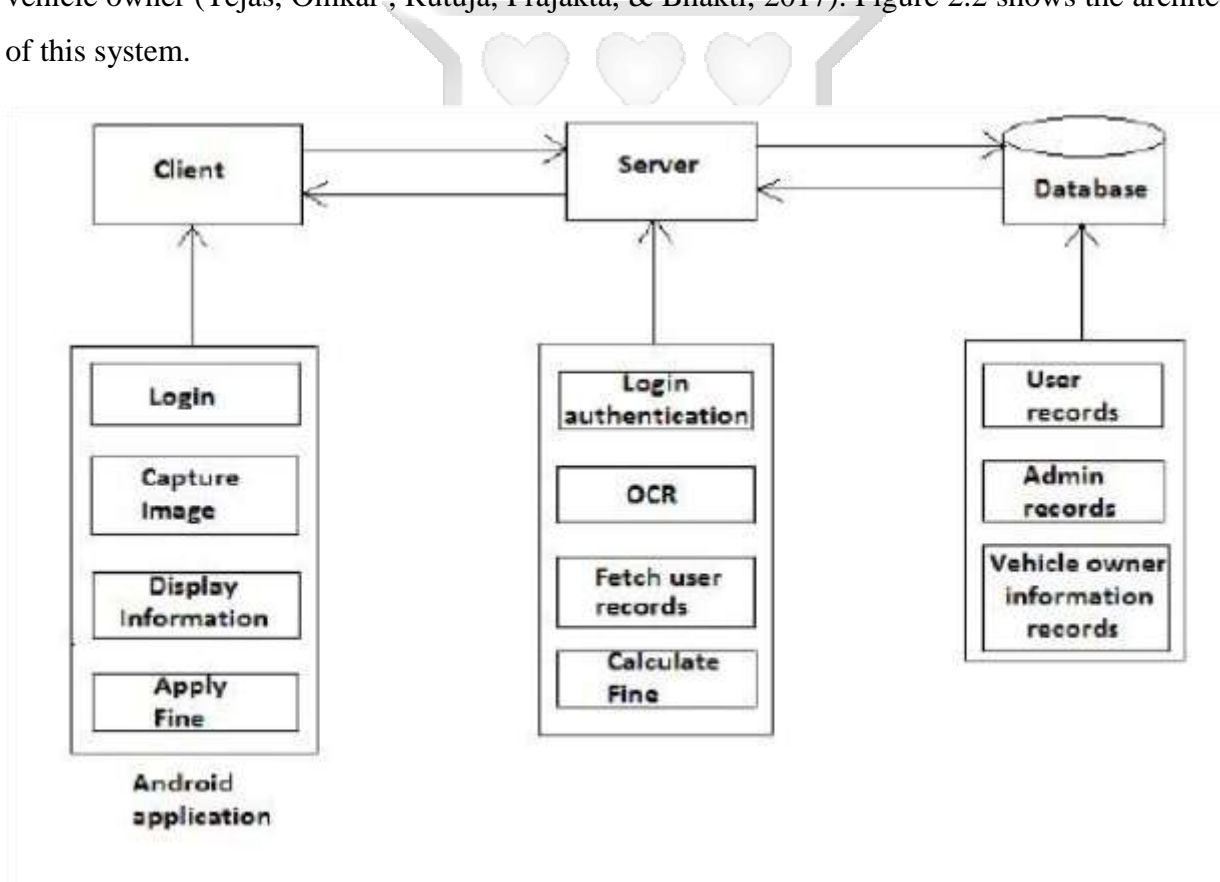 vehicle owner (Tejas, Omkar , Rutuja, Prajakta, & Bhakti, 2017). Figure 2.2 shows the archite
of this system.
Client
Server
Database
Login
Capture
Image
Display
Information
Apply
Fine
Android
application
Login
authentication
OCR
Fetch user
records
Calculate
Fine
User
records
Admin
records
Vehicle owner
information
records